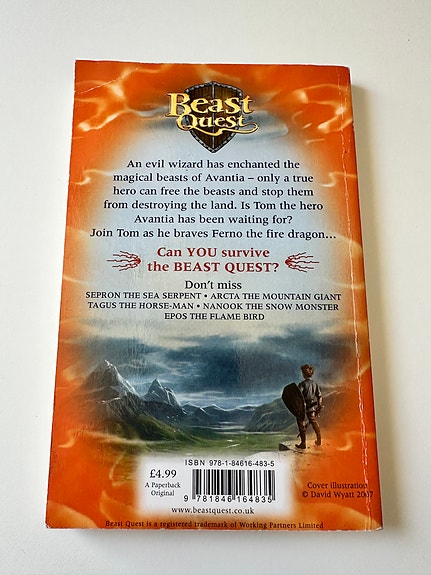 Beast
Quest
An evil wizard has enchanted the
magical beasts of Avantia – only a true
hero can free the beasts and stop them
from destroying the land. Is Tom the hero
Avantia has been waiting for?
Join Tom as he braves Ferno the fire dragon...
Can YOU survive
the BEAST QUEST?
Don't miss
SEPRON THE SEA SERPENT • ARCTA THE MOUNTAIN GIANT
TAGUS THE HORSE-MAN • NANOOK THE SNOW MONSTER
EPOS THE FLAME BIRD
£4.99
A Paperback
Original
ISBN 978-1-84616-483-5
9 781846 164835
www.beastquest.co.uk
Cover illustration
© David Wyatt 2007
Beast Quest is a registered trademark of Working Partners Limited